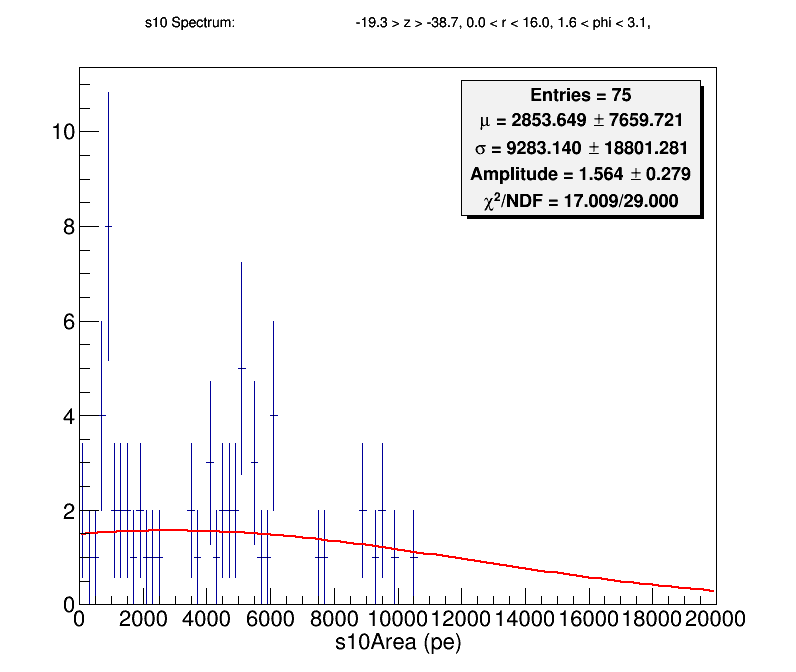 s10 Spectrum: -19.3 > z > -38.7, 0.0 < r < 16.0, 1.6 < phi < 3.1,
Entries = 75
μ = 2853.649 ± 7659.721
σ = 9283.140 ± 18801.281
Amplitude = 1.564 ± 0.279
χ²/NDF = 17.009/29.000
10
8
6
4
2
0
0 2000 4000 6000 8000 10000 12000 14000 16000 18000 20000
s10Area (pe)